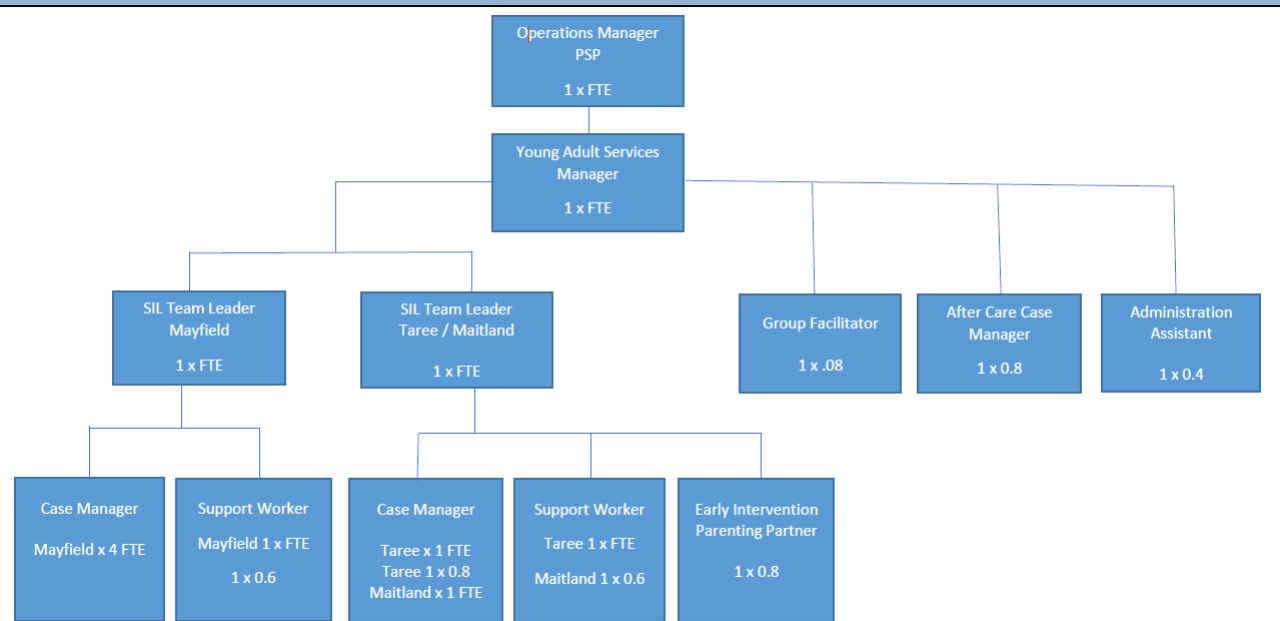 Operations Manager
PSP
1 x FTE
Young Adult Services
Manager
1 x FTE
SIL Team Leader
Mayfield
1 x FTE
SIL Team Leader
Taree / Maitland
1 x FTE
Group Facilitator
1 x .08
After Care Case
Manager
1 x 0.8
Administration
Assistant
1 x 0.4
Case Manager
Mayfield x 4 FTE
Support Worker
Mayfield 1 x FTE
1 x 0.6
Case Manager
Taree x 1 FTE
Taree 1 x 0.8
Maitland x 1 FTE
Support Worker
Taree 1 x FTE
Maitland 1 x 0.6
Early Intervention
Parenting Partner
1 x 0.8